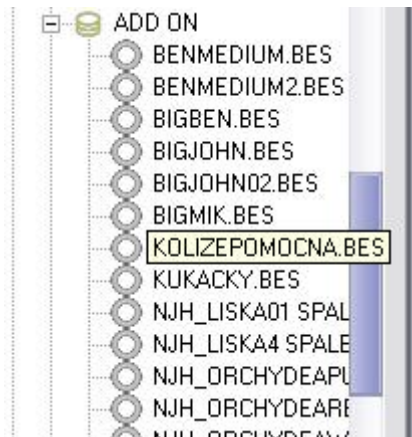 ADD ON
BENMEDIUM.BES
BENMEDIUM2.BES
BIGBEN.BES
BIGJOHN.BES
BIGJOHN02.BES
BIGMIK.BES
KOLIZEPOMOCNA.BES
KUKACKY.BES
NJH_LISKA01 SPAL
NJH_LISKA4 SPALE
NJH_ORCHYDEAPU
NJH_ORCHYDEARE